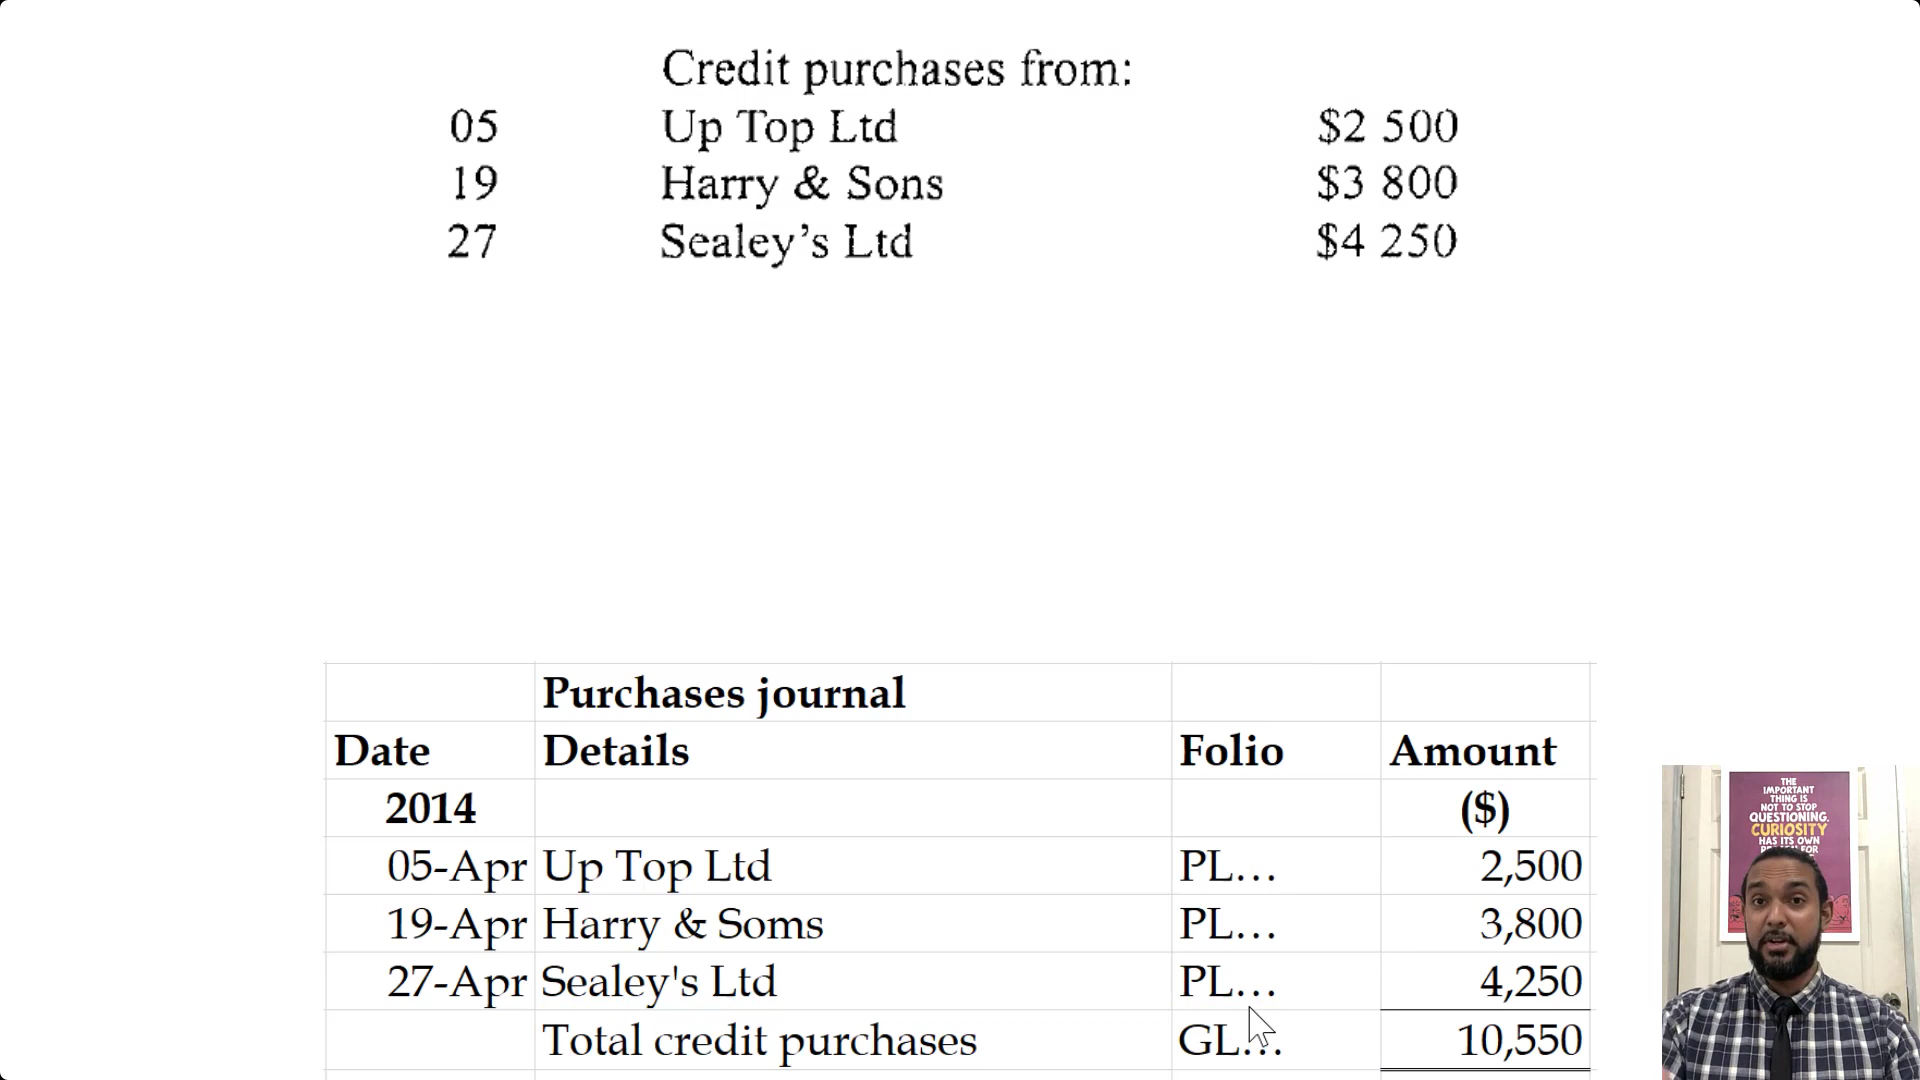 Credit purchases from:
05 Up Top Ltd $2 500
19 Harry & Sons $3 800
27 Sealey’s Ltd $4 250
Purchases journal
Date Details Folio Amount
2014 ($)
05-Apr Up Top Ltd PL… 2,500
19-Apr Harry & Soms PL… 3,800
27-Apr Sealey's Ltd PL… 4,250
Total credit purchases GL… 10,550
THE
IMPORTANT
THING IS
NOT TO STOP
QUESTIONING.
CURIOSITY
HAS ITS OWN
FOR